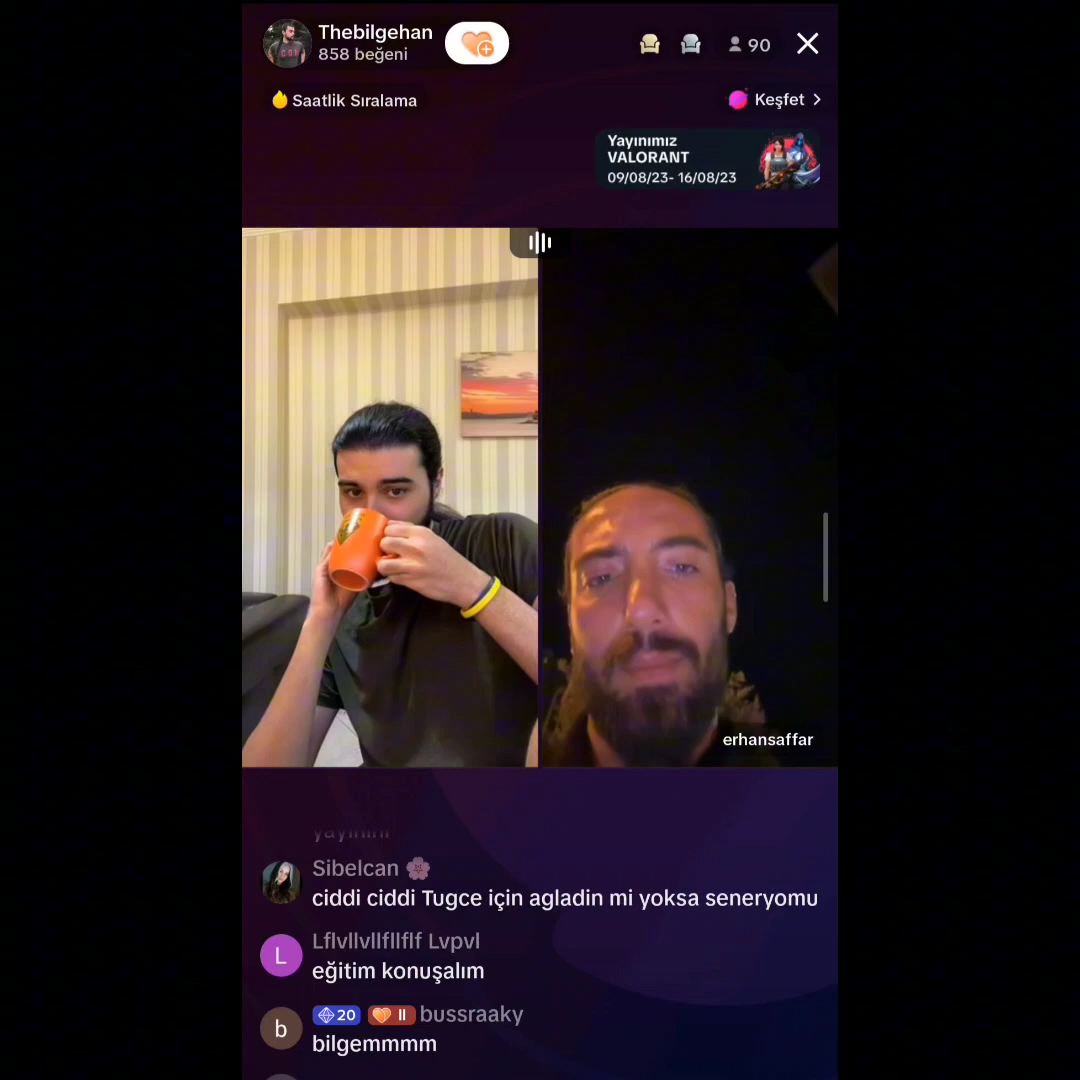 Thebilgehan
858 beğeni
90
Saatlik Sıralama
Keşfet
Yayınımız
VALORANT
09/08/23- 16/08/23
erhansaffar
yayınını
Sibelcan
ciddi ciddi Tugce için agladin mi yoksa seneryomu
L
Lflvllvllfllflf Lvpvl
eğitim konuşalım
b
20
II
bussraaky
bilgemmmm